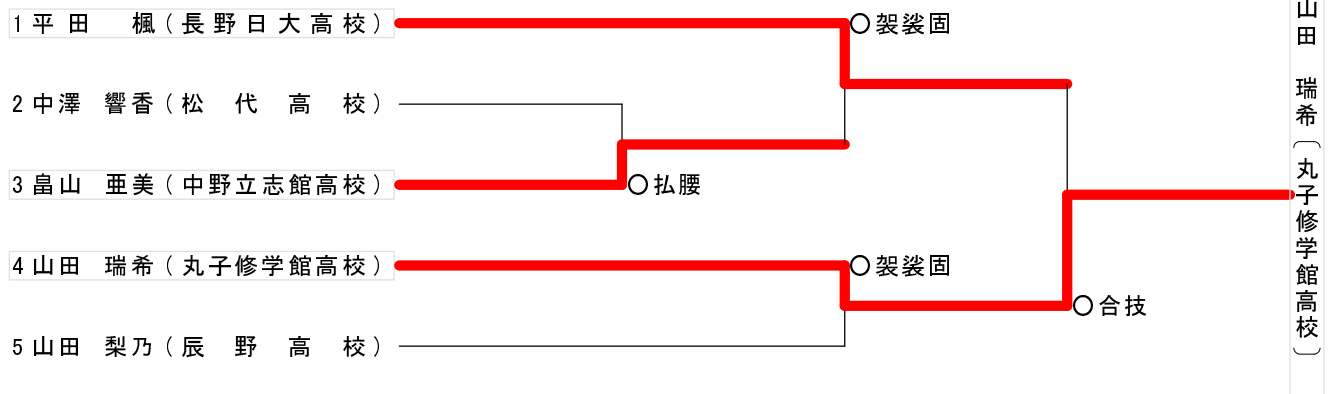 1 平田 楓(長野日大高校)
○袈裟固
2 中澤 響香(松代高校)
3 畠山 亜美(中野立志館高校)
○払腰
4 山田 瑞希(丸子修学館高校)
○袈裟固
○合技
5 山田 梨乃(辰野高校)
山田 瑞希(丸子修学館高校)